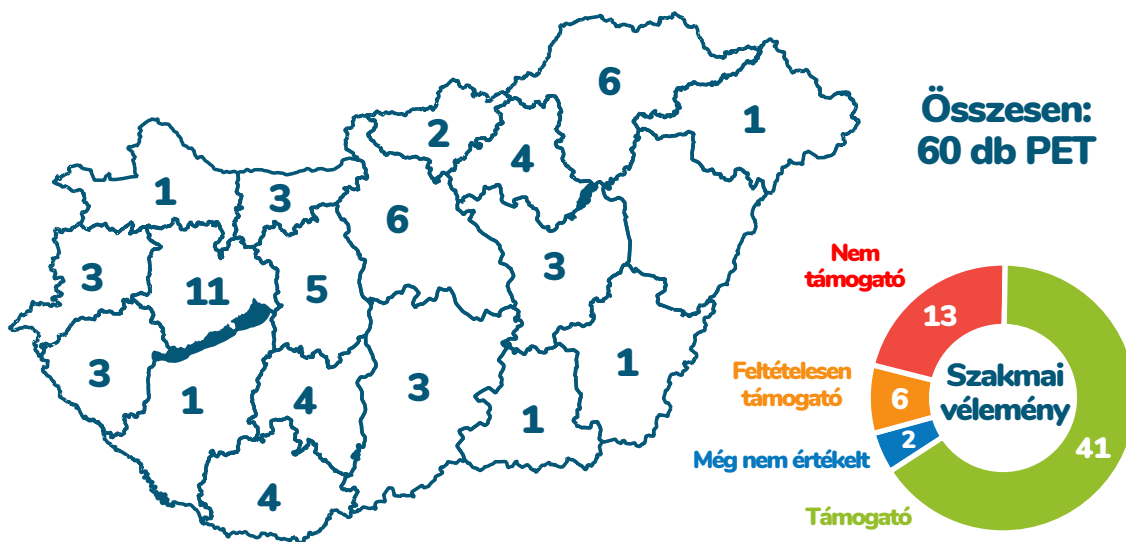 6
1
Összesen:
60 db PET
2
4
1
3
6
3
3
11
5
Nem
támogató
13
3
1
4
3
1
1
4
Feltételesen
támogató
6
Szakmai
vélemény
2
Még nem értékelt
41
Támogató